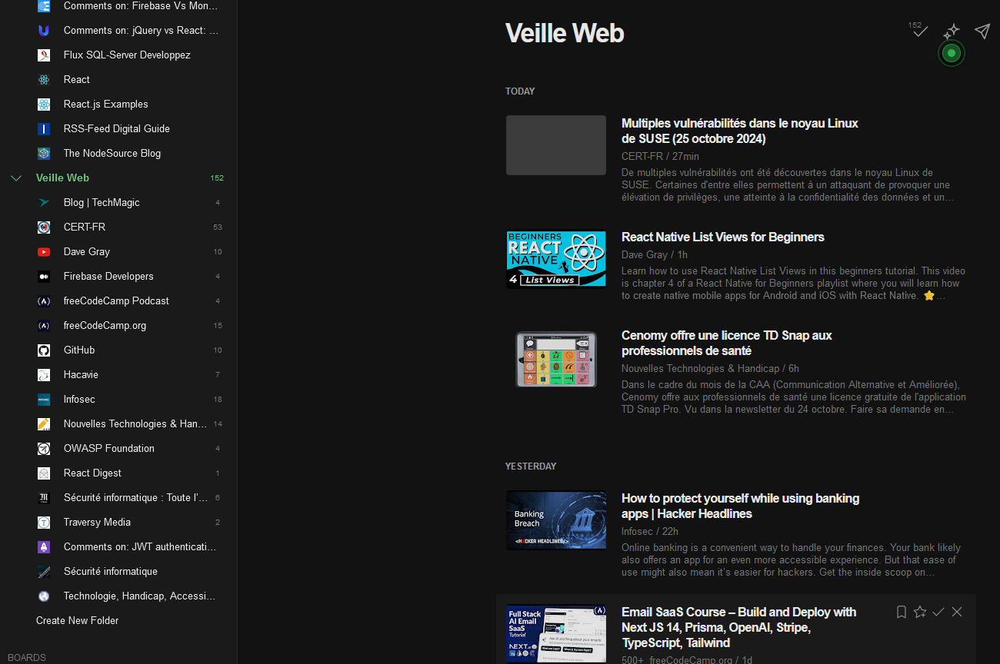 Comments on: Firebase Vs Mon...
Comments on: jQuery vs React: ...
Flux SQL-Server Developpez
React
React.js Examples
RSS-Feed Digital Guide
The NodeSource Blog
Veille Web 152
Blog | TechMagic 4
CERT-FR 53
Dave Gray 10
Firebase Developers 4
freeCodeCamp Podcast 4
freeCodeCamp.org 15
GitHub 10
Hacavie 7
Infosec 18
Nouvelles Technologies & Han... 14
OWASP Foundation 4
React Digest 1
Sécurité informatique : Toute l'... 6
Traversy Media 2
Comments on: JWT authenticati...
Sécurité informatique
Technologie, Handicap, Accessi...
Create New Folder
BOARDS
Veille Web
152
TODAY
Multiples vulnérabilités dans le noyau Linux
de SUSE (25 octobre 2024)
CERT-FR / 27min
De multiples vulnérabilités ont été découvertes dans le noyau Linux de
SUSE. Certaines d'entre elles permettent à un attaquant de provoquer une
élévation de privilèges, une atteinte à la confidentialité des données et un...
BEGINNERS
REACT
NATIVE
4 List Views
React Native List Views for Beginners
Dave Gray / 1h
Learn how to use React Native List Views in this beginners tutorial. This video
is chapter 4 of a React Native for Beginners playlist where you will learn how
to create native mobile apps for Android and iOS with React Native. ⭐...
Cenomy offre une licence TD Snap aux
professionnels de santé
Nouvelles Technologies & Handicap / 6h
Dans le cadre du mois de la CAA (Communication Alternative et Améliorée),
Cenomy offre aux professionnels de santé une licence gratuite de l'application
TD Snap Pro. Vu dans la newsletter du 24 octobre. Faire sa demande en...
YESTERDAY
Banking
Breach
<HACKER HEADLINES/>
How to protect yourself while using banking
apps | Hacker Headlines
Infosec / 22h
Online banking is a convenient way to handle your finances. Your bank likely
also offers an app for an even more accessible experience. But that ease of
use might also mean it's easier for hackers. Get the inside scoop on...
Full Stack
AI Email
SaaS
Tutorial
NEXT.JS
Ask AI anything about your emails
Email SaaS Course – Build and Deploy with
Next JS 14, Prisma, OpenAI, Stripe,
TypeScript, Tailwind
500+ freeCodeCamp.org / 1d